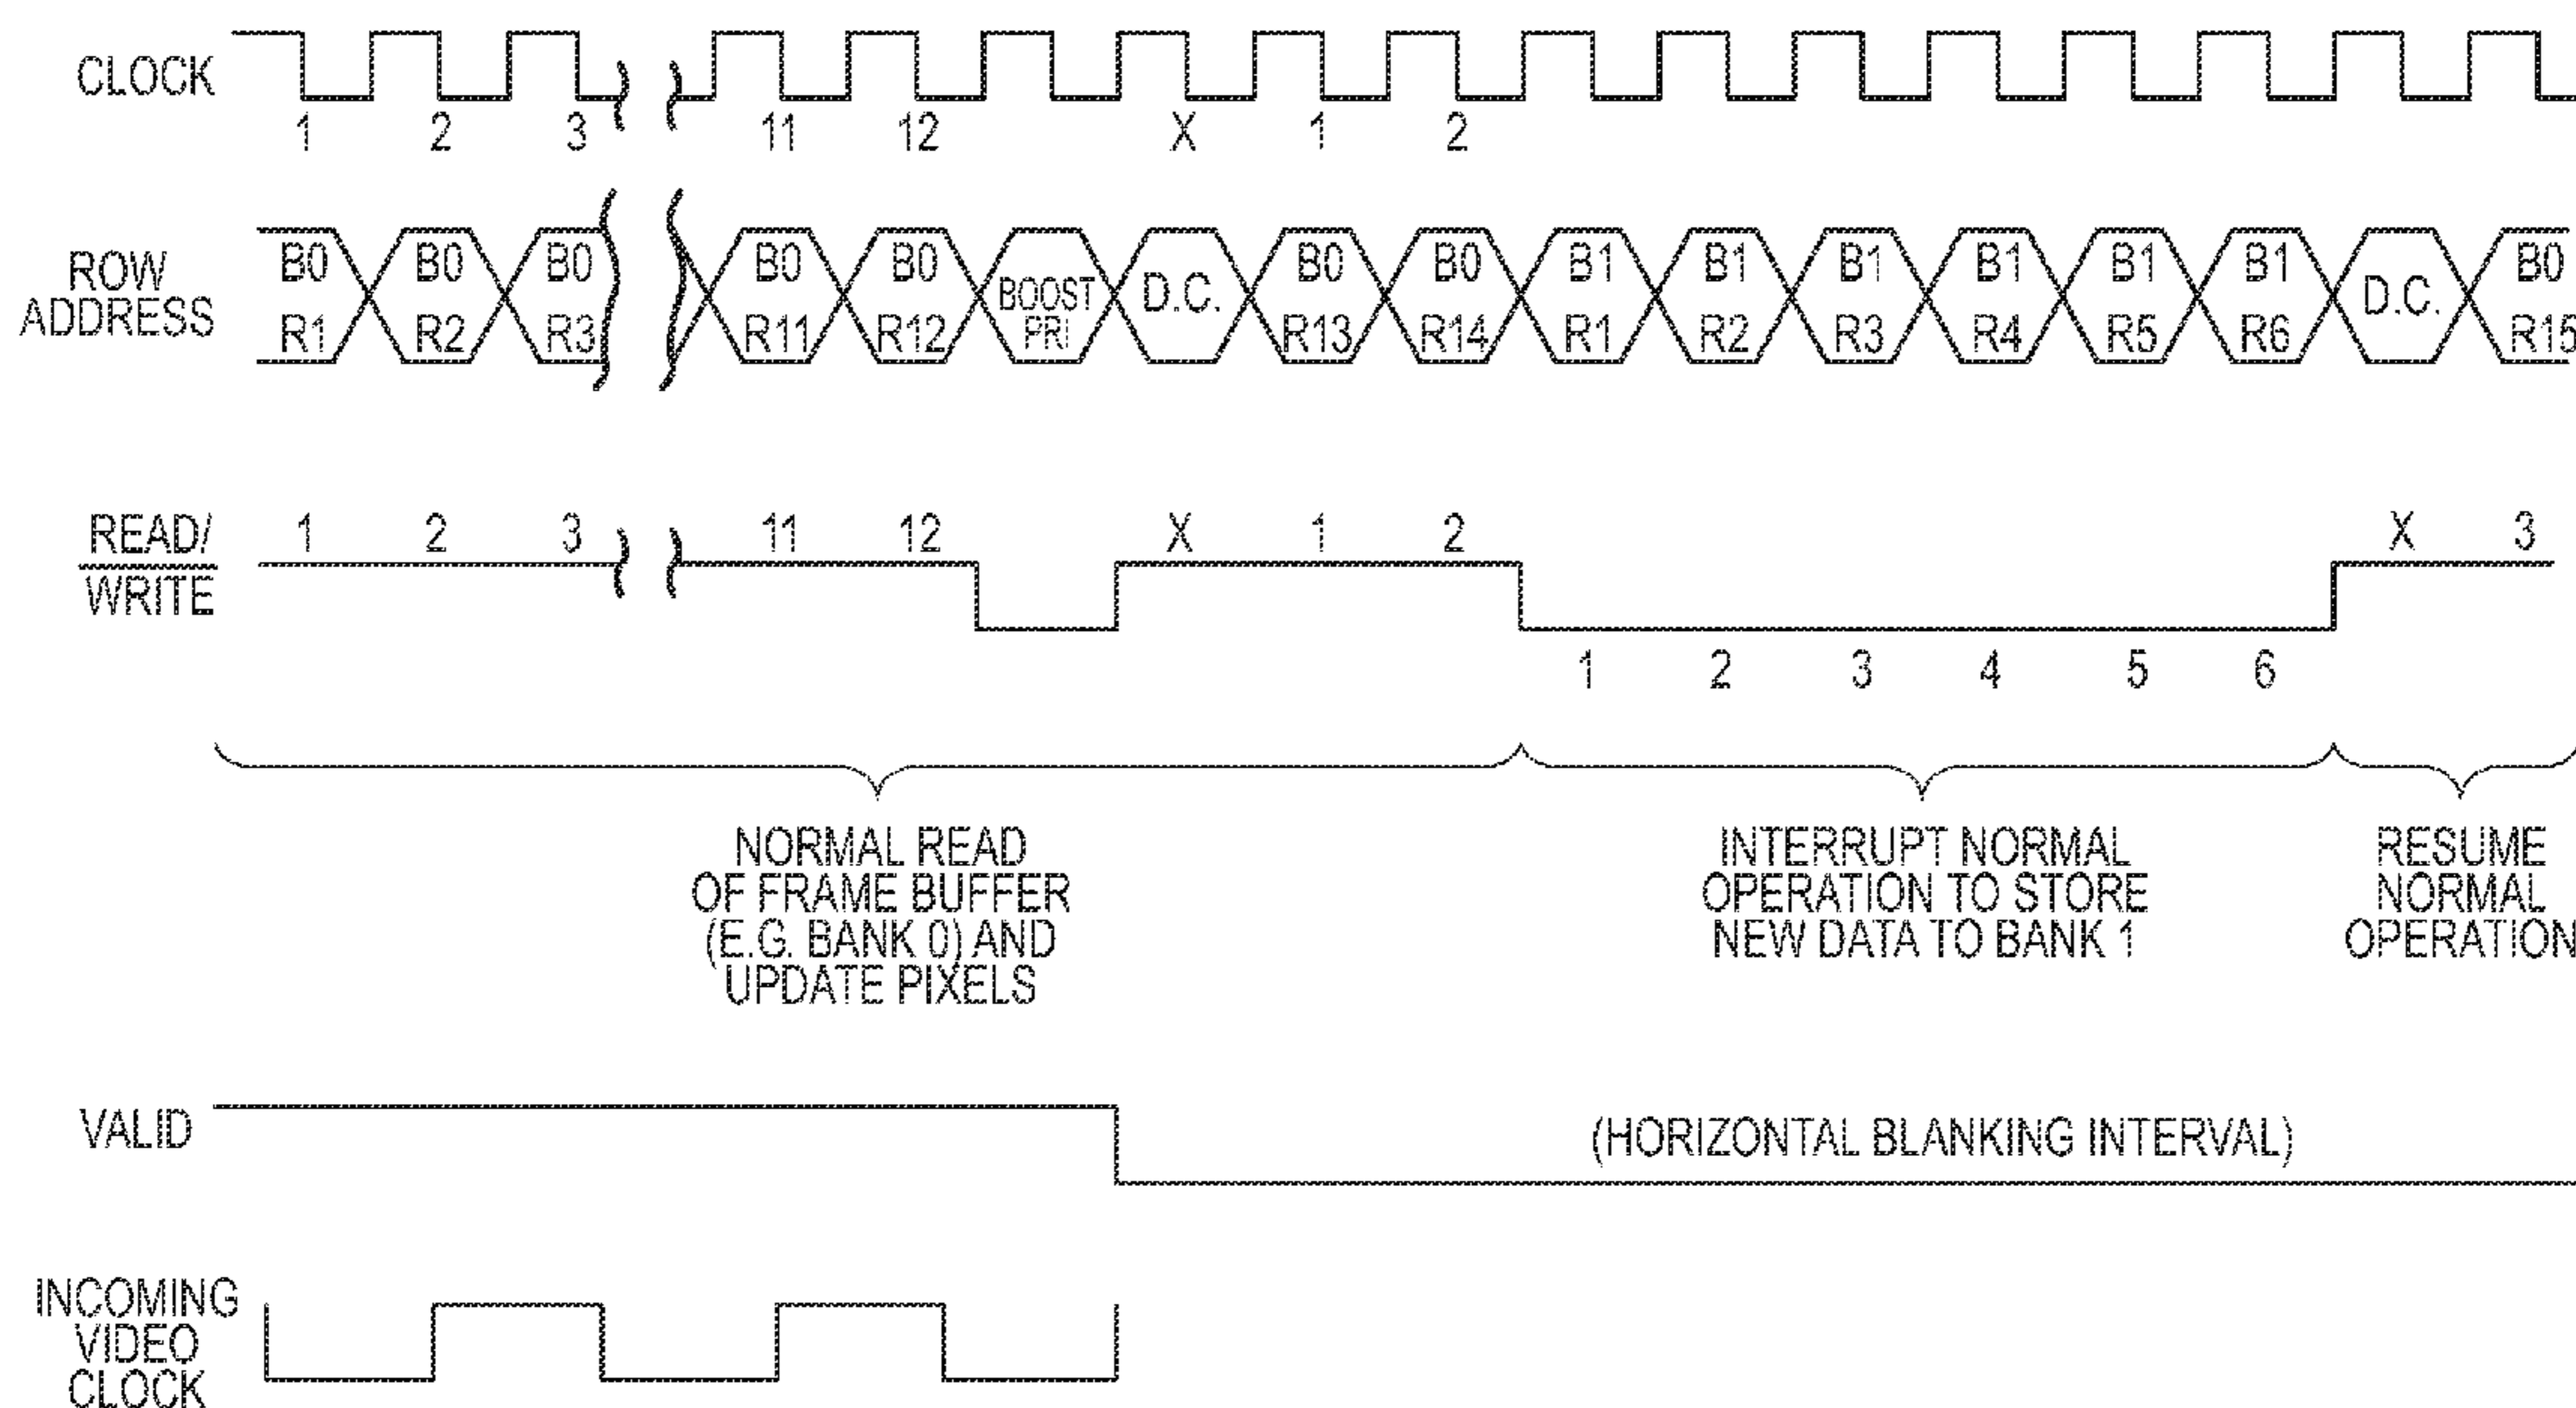 CLOCK
1 2 3 11 12 X 1 2
ROW
ADDRESS
B0 B0 B0 B0 B0 BOOST D.C. B0 B0 B1 B1 B1 B1 B1 B1 D.C. B0
R1 R2 R3 R11 R12 PRI R13 R14 R1 R2 R3 R4 R5 R6 R15
READ/
WRITE
1 2 3 11 12 X 1 2 X 3
1 2 3 4 5 6
NORMAL READ
OF FRAME BUFFER
(E.G. BANK 0) AND
UPDATE PIXELS
INTERRUPT NORMAL
OPERATION TO STORE
NEW DATA TO BANK 1
RESUME
NORMAL
OPERATION
VALID
(HORIZONTAL BLANKING INTERVAL)
INCOMING
VIDEO
CLOCK